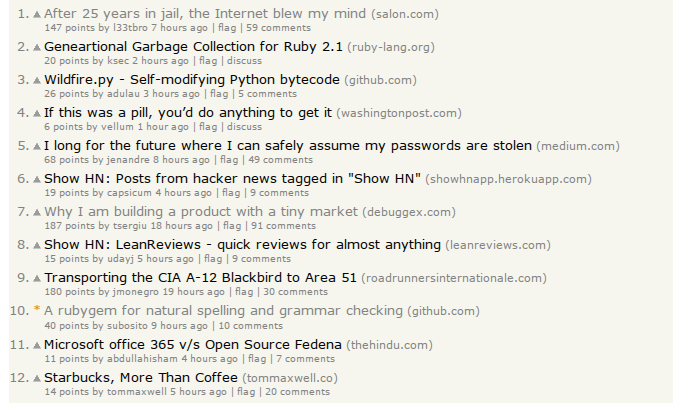 1. After 25 years in jail, the Internet blew my mind (salon.com)
147 points by l33tbro 7 hours ago | flag | 59 comments
2. Geneartional Garbage Collection for Ruby 2.1 (ruby-lang.org)
20 points by ksec 2 hours ago | flag | discuss
3. Wildfire.py - Self-modifying Python bytecode (github.com)
26 points by adulau 3 hours ago | flag | 5 comments
4. If this was a pill, you’d do anything to get it (washingtonpost.com)
6 points by vellum 1 hour ago | flag | discuss
5. I long for the future where I can safely assume my passwords are stolen (medium.com)
68 points by jenandre 8 hours ago | flag | 49 comments
6. Show HN: Posts from hacker news tagged in "Show HN" (showhnapp.herokuapp.com)
19 points by capsicum 4 hours ago | flag | 9 comments
7. Why I am building a product with a tiny market (debuggex.com)
187 points by tsergiu 18 hours ago | flag | 91 comments
8. Show HN: LeanReviews - quick reviews for almost anything (leanreviews.com)
15 points by udayj 5 hours ago | flag | 9 comments
9. Transporting the CIA A-12 Blackbird to Area 51 (roadrunnersinternationale.com)
180 points by jmonegro 19 hours ago | flag | 30 comments
10. * A rubygem for natural spelling and grammar checking (github.com)
40 points by subosito 9 hours ago | 10 comments
11. Microsoft office 365 v/s Open Source Fedena (thehindu.com)
11 points by abdullahisham 4 hours ago | flag | 7 comments
12. Starbucks, More Than Coffee (tommaxwell.co)
14 points by tommaxwell 5 hours ago | flag | 20 comments